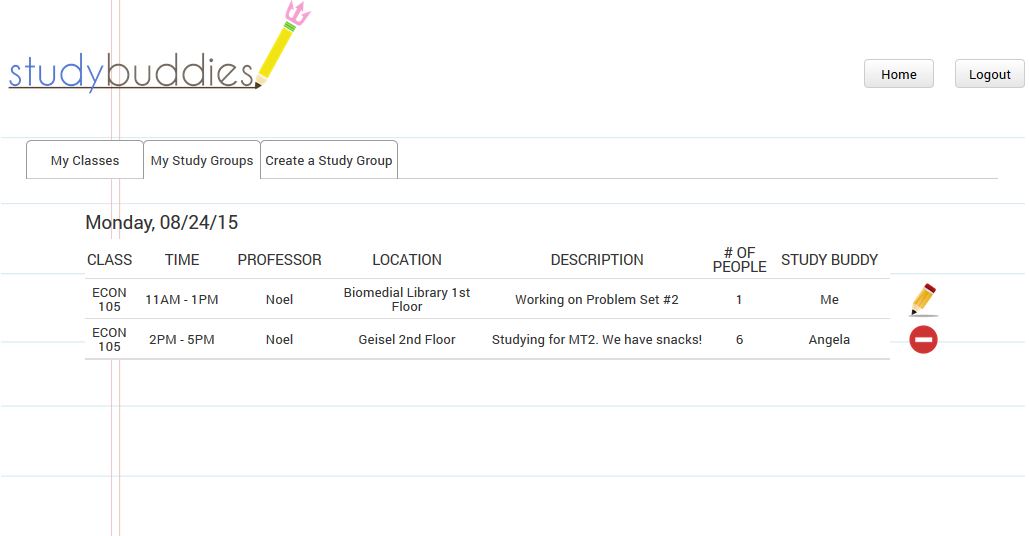 studybuddies
Home Logout
My Classes My Study Groups Create a Study Group
Monday, 08/24/15
CLASS TIME PROFESSOR LOCATION DESCRIPTION # OF PEOPLE STUDY BUDDY
ECON 105 11AM - 1PM Noel Biomedial Library 1st Floor Working on Problem Set #2 1 Me
ECON 105 2PM - 5PM Noel Geisel 2nd Floor Studying for MT2. We have snacks! 6 Angela